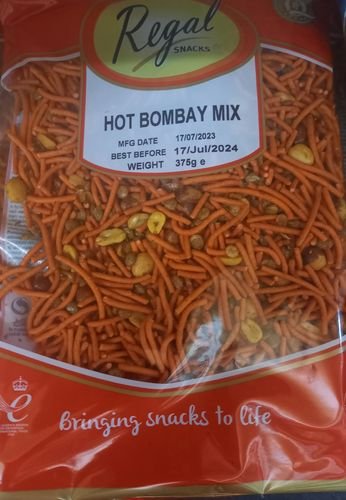 Regal
SNACKS
HOT BOMBAY MIX
MFG DATE 17/07/2023
BEST BEFORE 17/Jul/2024
WEIGHT 375g e
Bringing snacks to life